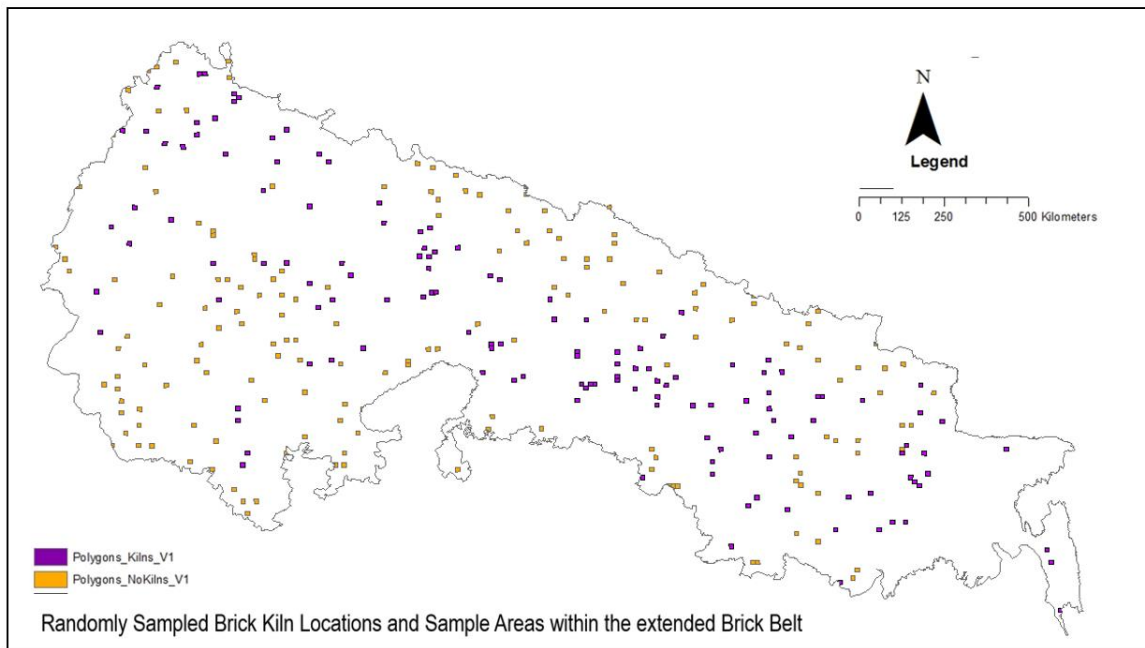 N
Legend
0 125 250 500 Kilometers
Polygons_Kilns_V1
Polygons_NoKilns_V1
Randomly Sampled Brick Kiln Locations and Sample Areas within the extended Brick Belt